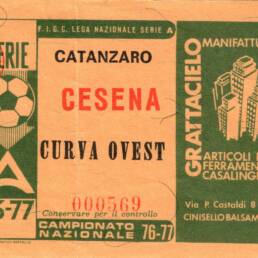 F.I.G.C. LEGA NAZIONALE SERIE A
ERIE
A
6-77
CATANZARO
CESENA
CURVA OVEST
000569
Conservare per il controllo
CAMPIONATO
NAZIONALE 76-77
GRATTACIELO
MANIFATTU
ARTICOLI
FERRAMEN
CASALING
Via P. Castaldi 8
CINISELLO BALSAM